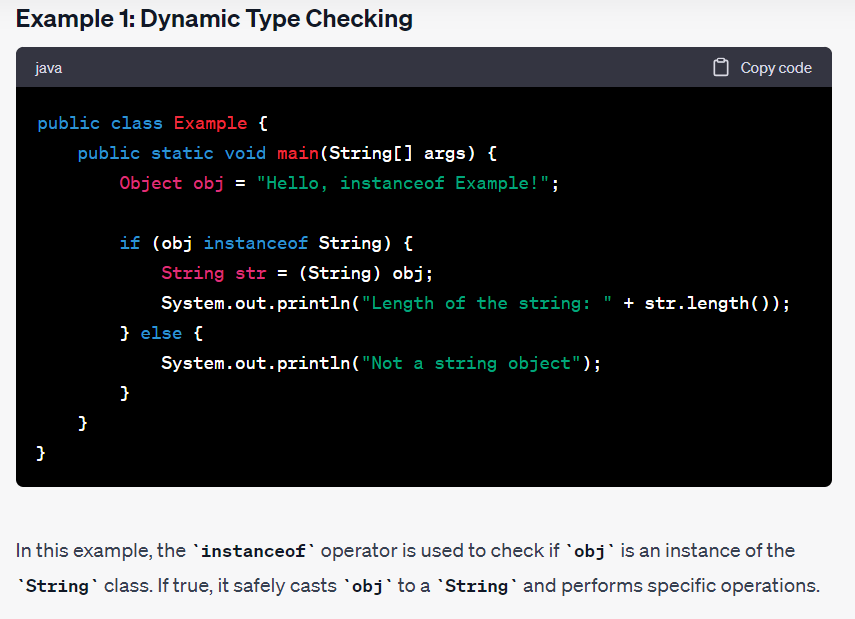 Example 1: Dynamic Type Checking
java Copy code
public class Example {
    public static void main(String[] args) {
        Object obj = "Hello, instanceof Example!";

        if (obj instanceof String) {
            String str = (String) obj;
            System.out.println("Length of the string: " + str.length());
        } else {
            System.out.println("Not a string object");
        }
    }
}
In this example, the `instanceof` operator is used to check if `obj` is an instance of the
`String` class. If true, it safely casts `obj` to a `String` and performs specific operations.